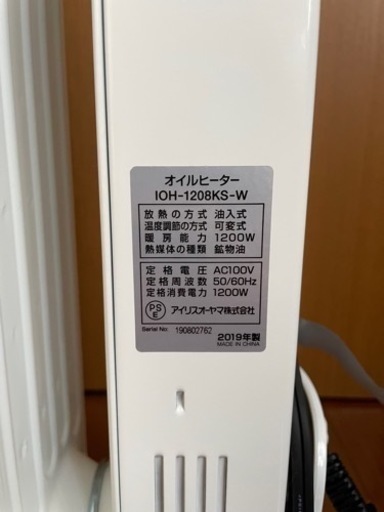 オイルヒーター
IOH-1208KS-W
放熱の方式 油入式
温度調節の方式 可変式
暖房能力 1200W
熱媒体の種類 鉱物油
定格電圧 AC100V
定格周波数 50/60Hz
定格消費電力 1200W
PS
E
アイリスオーヤマ株式会社
Serial No. 190802762
2019年製
MADE IN CHINA